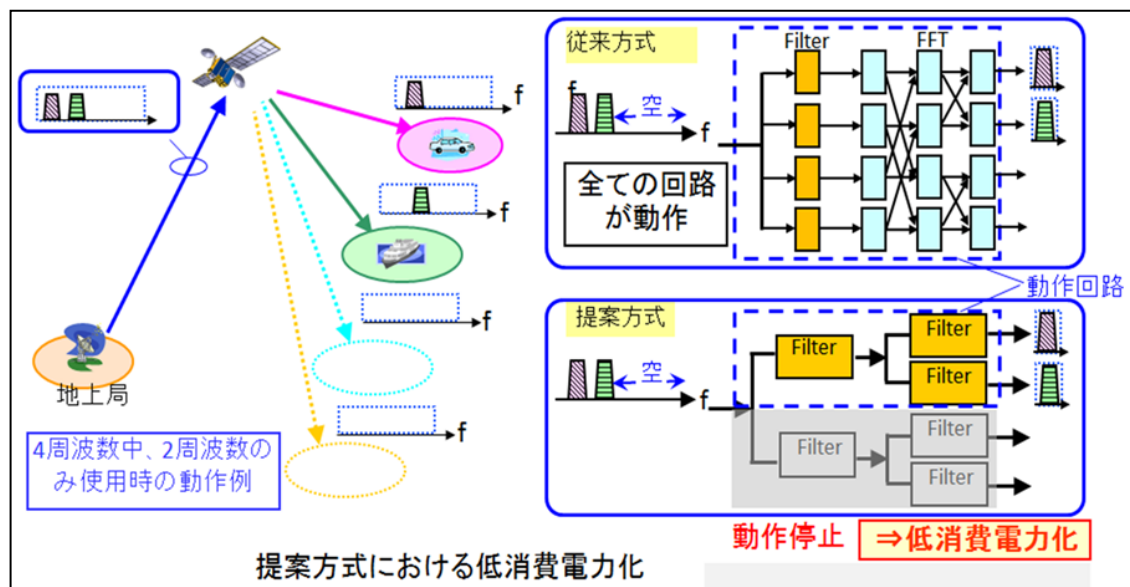 f
f
f
f
地上局
4周波数中、2周波数の
み使用時の動作例
従来方式
Filter
FFT
f
空
f
全ての回路
が動作
動作回路
提案方式
空
f
Filter
Filter
Filter
Filter
Filter
Filter
動作停止
⇒低消費電力化
提案方式における低消費電力化